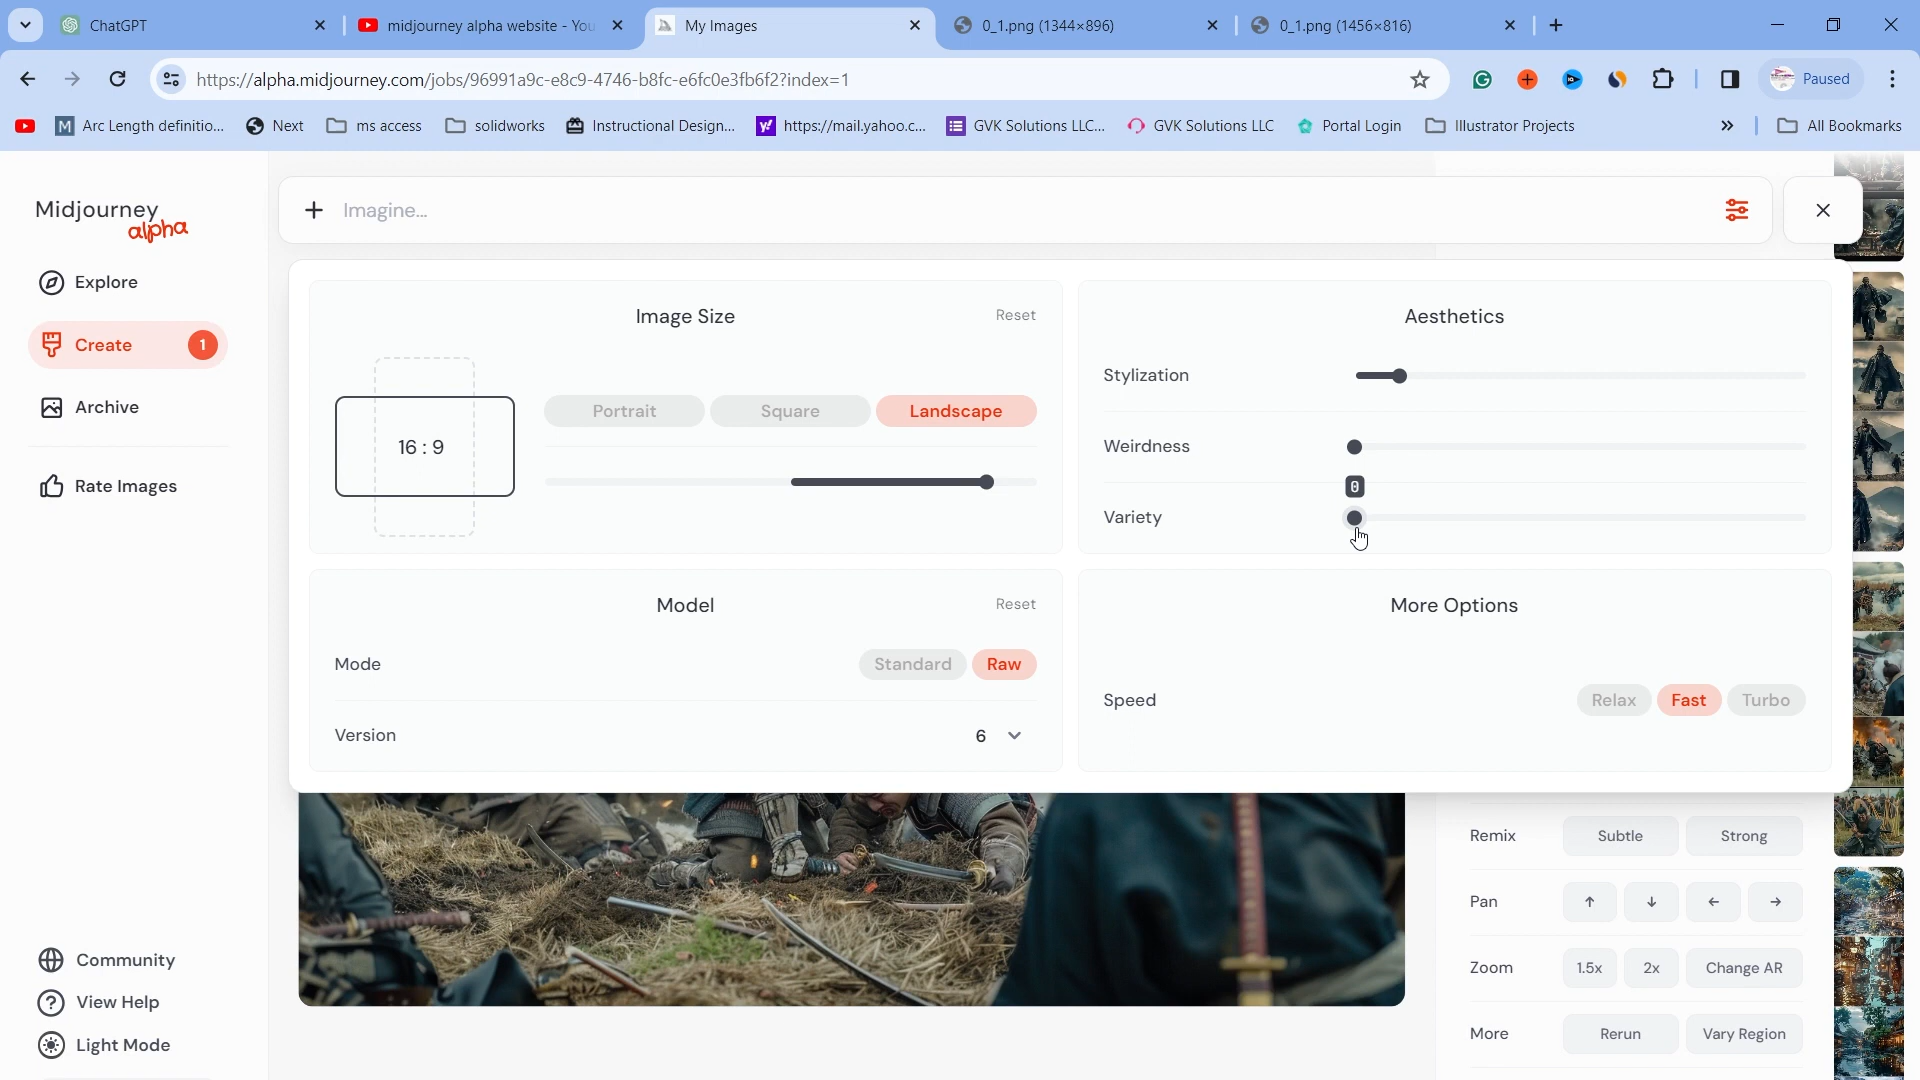 ChatGPT
midjourney alpha website - You
My Images
0_1.png (1344×896)
0_1.png (1456×816)
https://alpha.midjourney.com/jobs/96991a9c-e8c9-4746-b8fc-e6fc0e3fb6f2?index=1
Paused
Arc Length definitio...
Next
ms access
solidworks
Instructional Design...
https://mail.yahoo.c...
GVK Solutions LLC...
GVK Solutions LLC
Portal Login
Illustrator Projects
All Bookmarks
Midjourney
alpha
Imagine...
Explore
Create 1
Archive
Rate Images
Community
View Help
Light Mode
Image Size Reset
16 : 9
Portrait Square Landscape
Aesthetics
Stylization
Weirdness
0
Variety
Model Reset
Mode Standard Raw
Version 6
More Options
Speed Relax Fast Turbo
Remix Subtle Strong
Pan
Zoom 1.5x 2x Change AR
More Rerun Vary Region